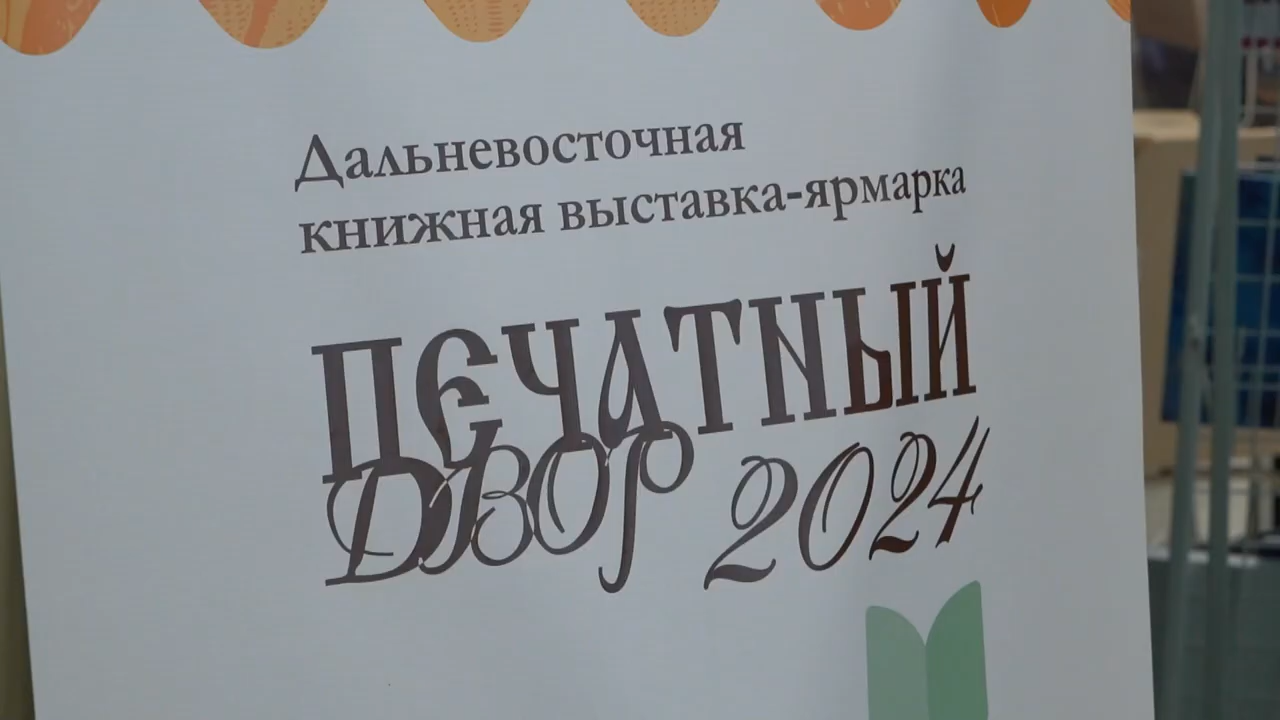 Дальневосточная
книжная выставка-ярмарка
ПЕЧАТНЫЙ
ДВОР 2024